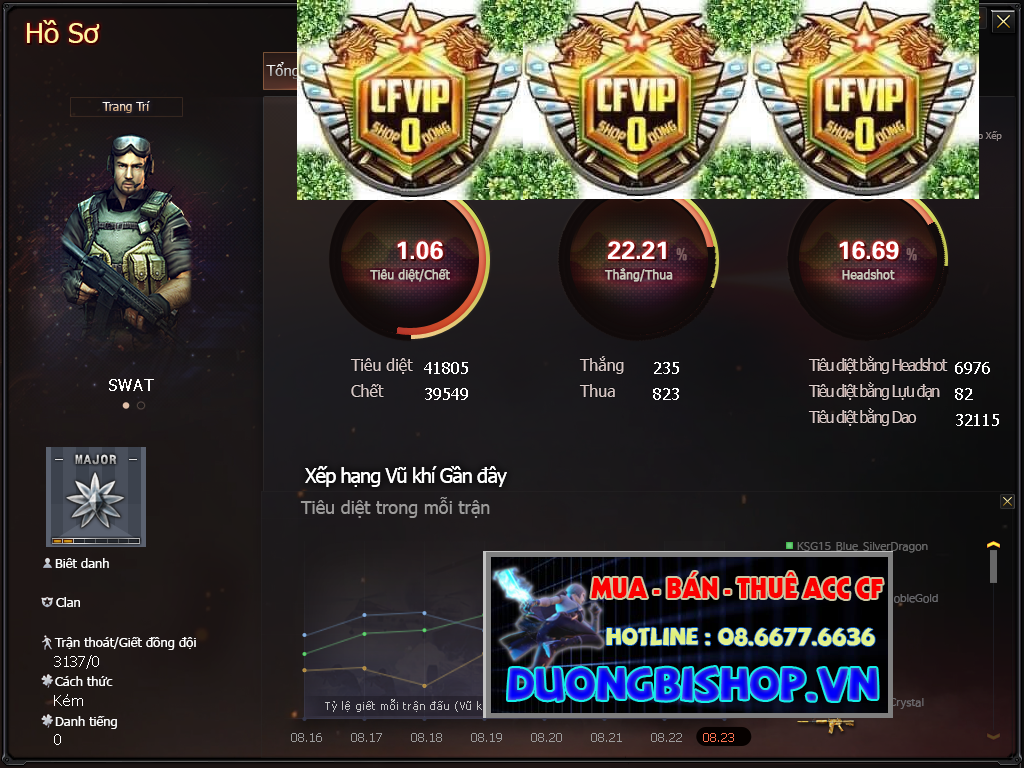 Hồ Sơ
Tổng
Trang Trí
CFVIP
SHOP DÔNG
0
CFVIP
SHOP DÔNG
0
CFVIP
SHOP DÔNG
0
Xếp
1.06
Tiêu diệt/Chết
22.21 %
Thắng/Thua
16.69 %
Headshot
Tiêu diệt 41805
Chết 39549
Thắng 235
Thua 823
Tiêu diệt bằng Headshot 6976
Tiêu diệt bằng Lựu đạn 82
Tiêu diệt bằng Dao 32115
SWAT
MAJOR
Biêt danh
Clan
Trận thoát/Giết đồng đội
3137/0
Cách thức
Kém
Danh tiếng
0
Xếp hạng Vũ khí Gần đây
Tiêu diệt trong mỗi trận
KSG15_Blue_SilverDragon
obleGold
Crystal
MUA - BÁN - THUÊ ACC CF
HOTLINE : 08.6677.6636
DUONGBISHOP.VN
Tỷ lệ giết mỗi trận đấu (Vũ k
08.16 08.17 08.18 08.19 08.20 08.21 08.22 08.23